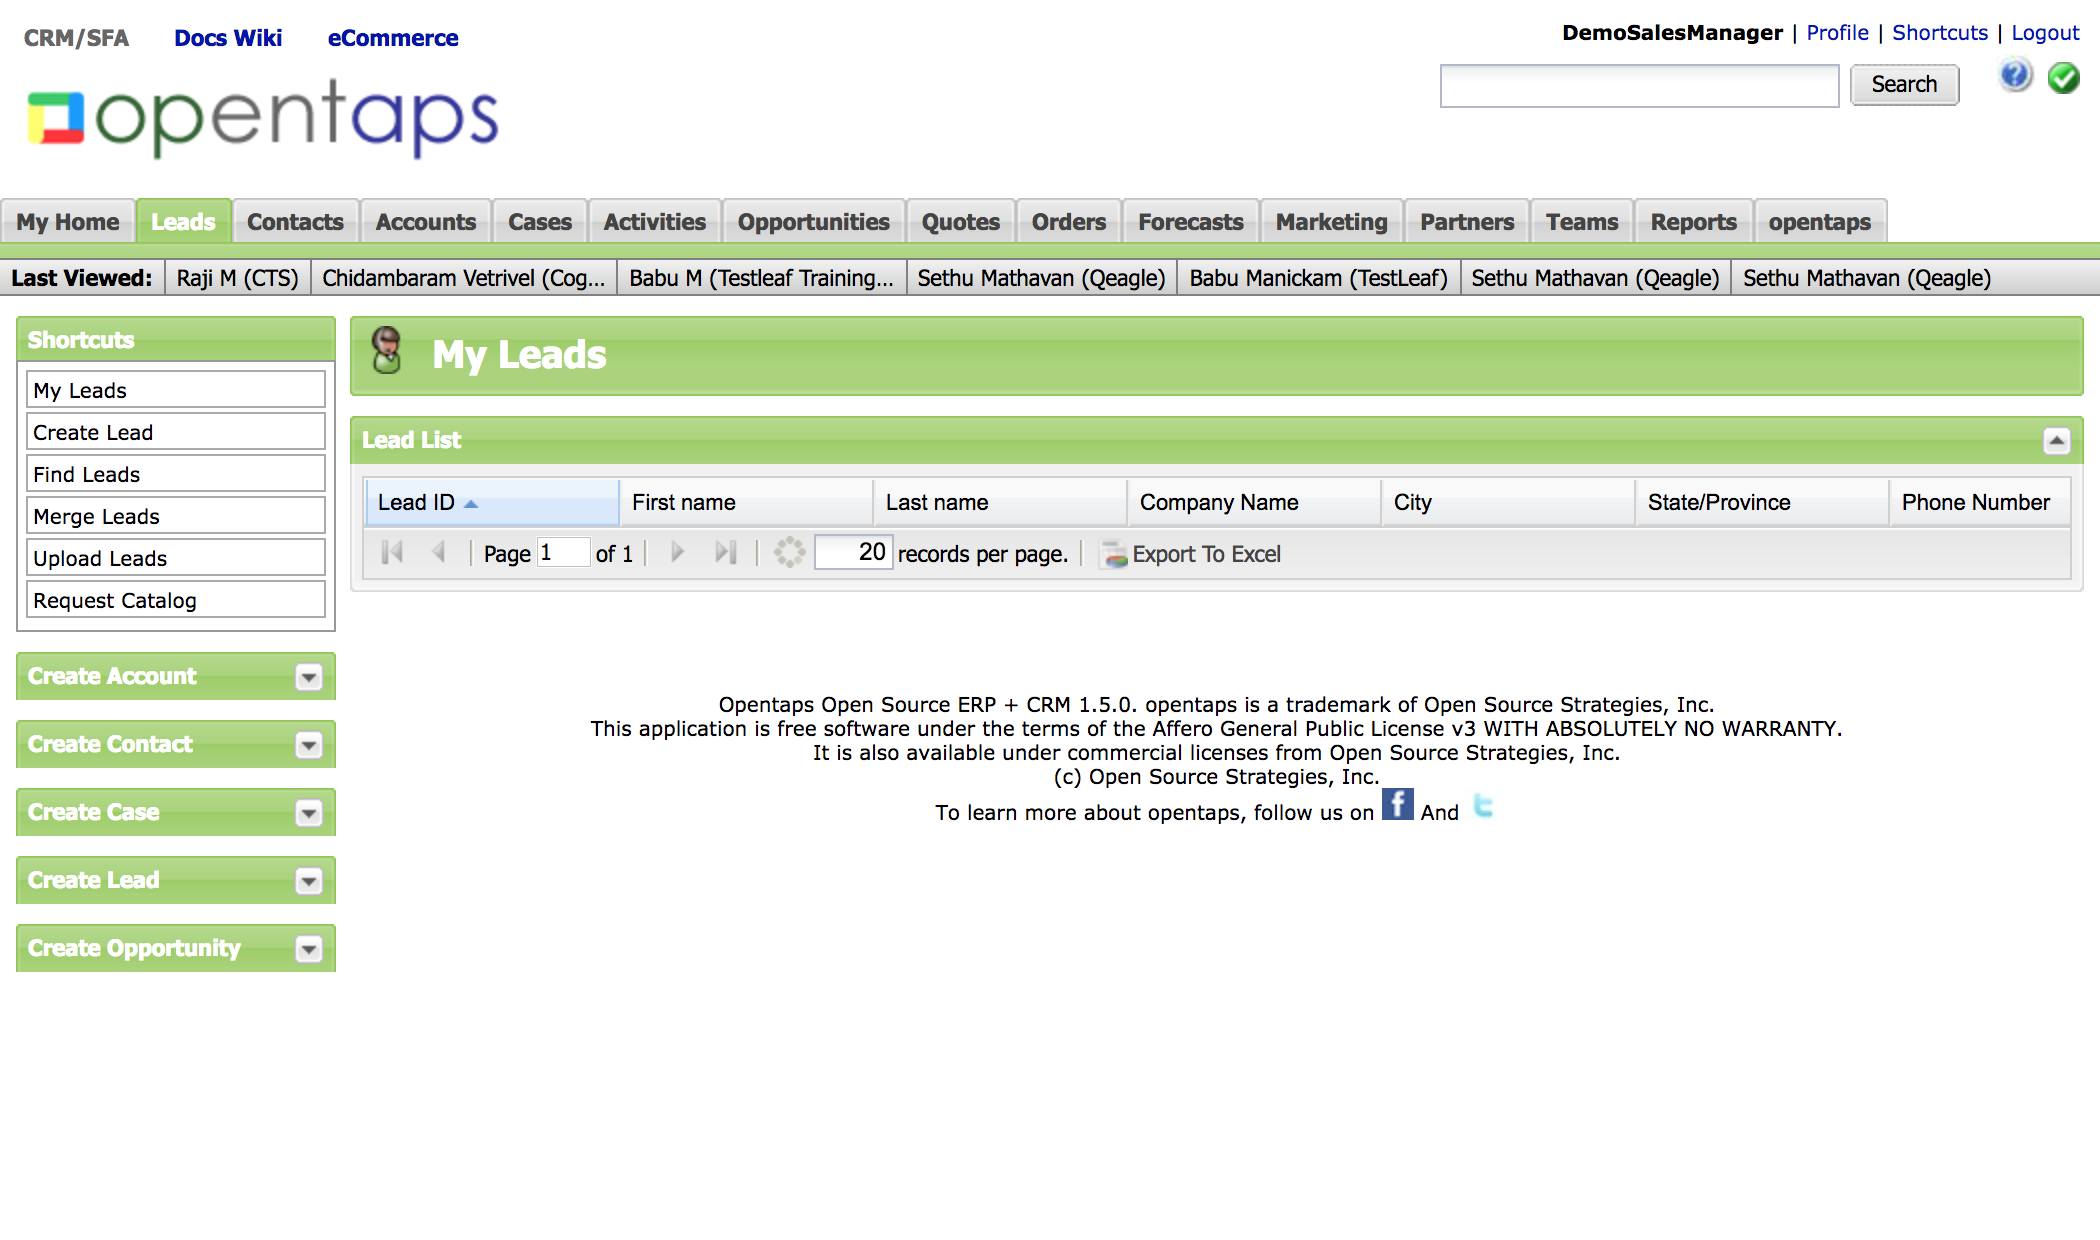 CRM/SFA Docs Wiki eCommerce
DemoSalesManager | Profile | Shortcuts | Logout
Search
opentaps
My Home Leads Contacts Accounts Cases Activities Opportunities Quotes Orders Forecasts Marketing Partners Teams Reports opentaps
Last Viewed: Raji M (CTS) Chidambaram Vetrivel (Cog... Babu M (Testleaf Training... Sethu Mathavan (Qeagle) Babu Manickam (TestLeaf) Sethu Mathavan (Qeagle) Sethu Mathavan (Qeagle)
Shortcuts
My Leads
Create Lead
Find Leads
Merge Leads
Upload Leads
Request Catalog
Create Account
Create Contact
Create Case
Create Lead
Create Opportunity
My Leads
Lead List
Lead ID First name Last name Company Name City State/Province Phone Number
Page 1 of 1 | 20 records per page. Export To Excel
Opentaps Open Source ERP + CRM 1.5.0. opentaps is a trademark of Open Source Strategies, Inc.
This application is free software under the terms of the Affero General Public License v3 WITH ABSOLUTELY NO WARRANTY.
It is also available under commercial licenses from Open Source Strategies, Inc.
(c) Open Source Strategies, Inc.
To learn more about opentaps, follow us on f And t